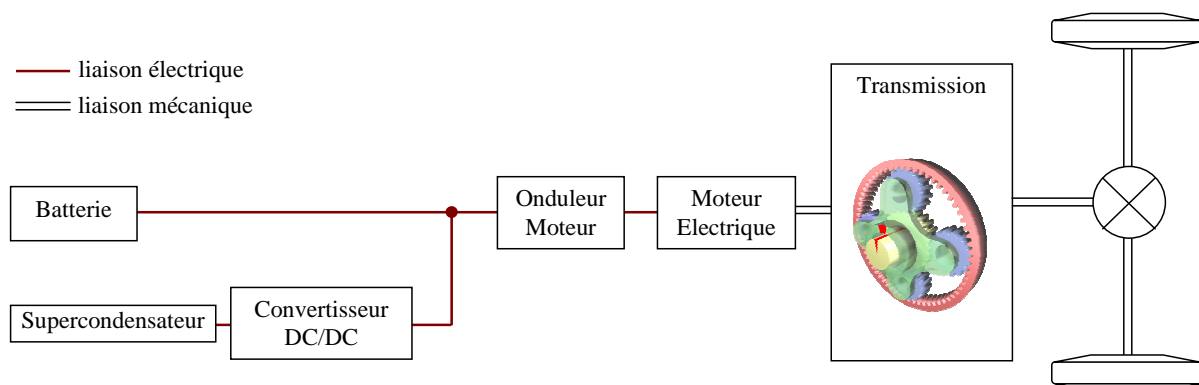 liaison électrique
liaison mécanique
Transmission
Batterie
Onduleur
Moteur
Moteur
Electrique
Supercondensateur
Convertisseur
DC/DC